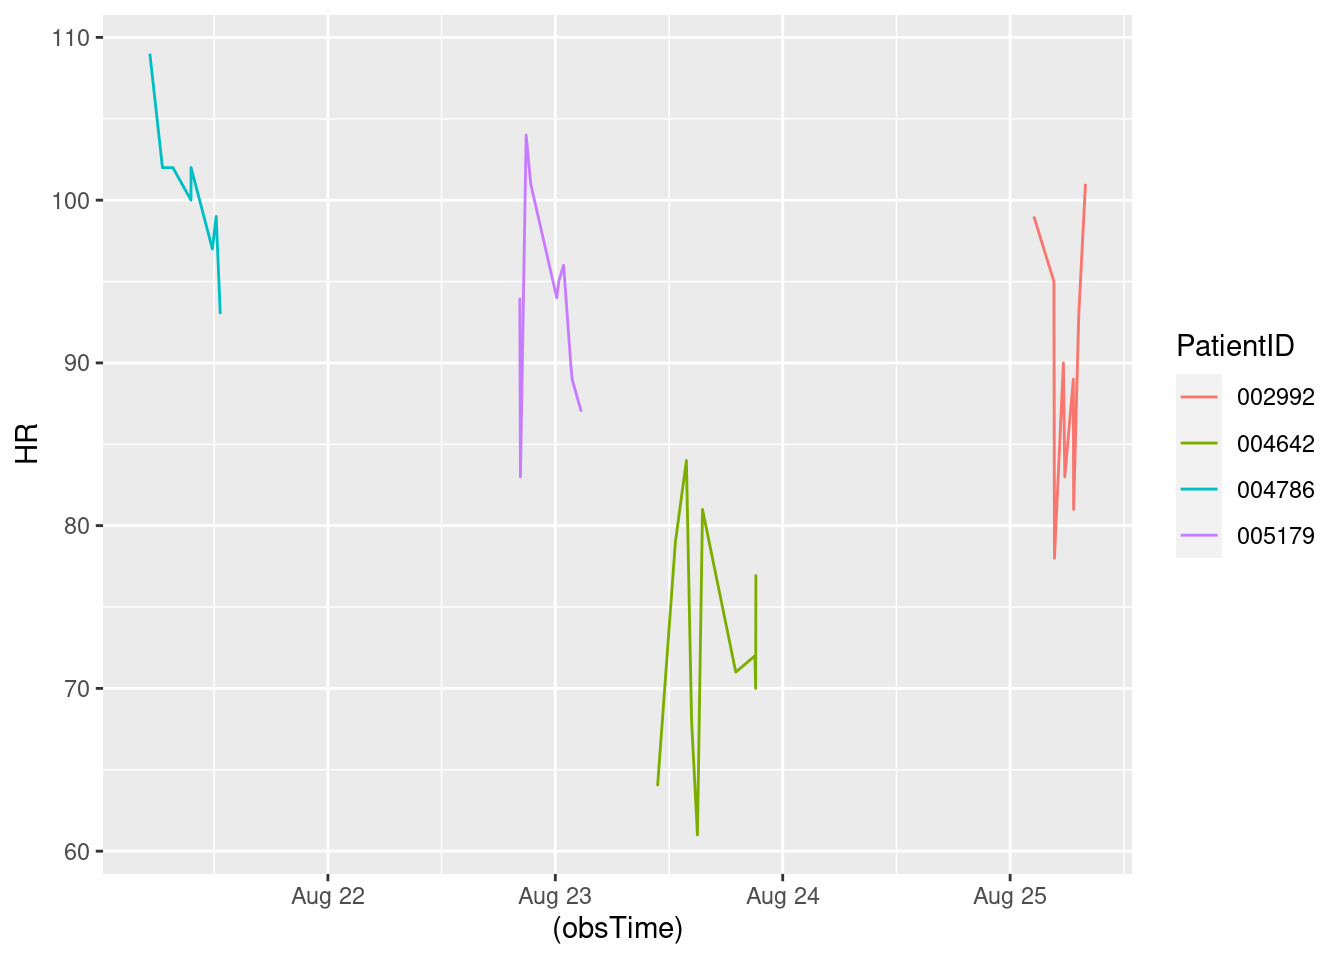 110
100
90
80
70
60
HR
Aug 22
Aug 23
Aug 24
Aug 25
(obsTime)
PatientID
002992
004642
004786
005179